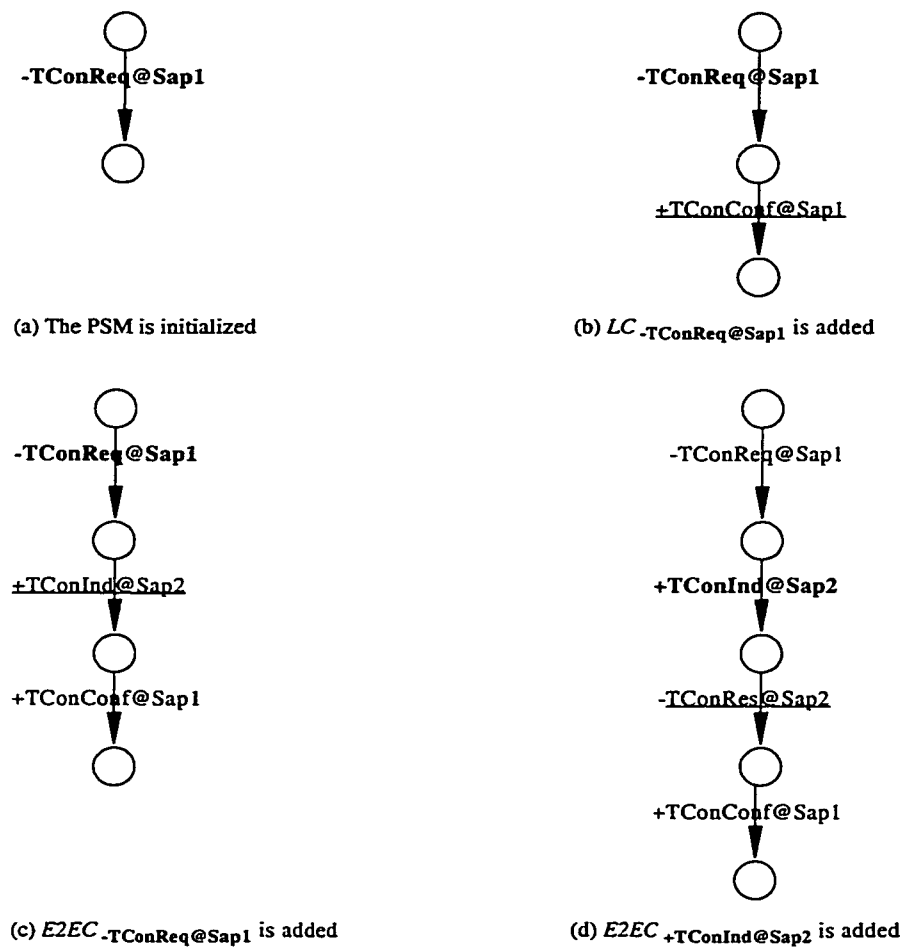 -TConReq@Sap1
(a) The PSM is initialized
-TConReq@Sap1
+TConConf@Sap1
(b) LC -TConReq@Sap1 is added
-TConReq@Sap1
+TConInd@Sap2
+TConConf@Sap1
(c) E2EC -TConReq@Sap1 is added
-TConReq@Sap1
+TConInd@Sap2
-TConRes@Sap2
+TConConf@Sap1
(d) E2EC +TConInd@Sap2 is added